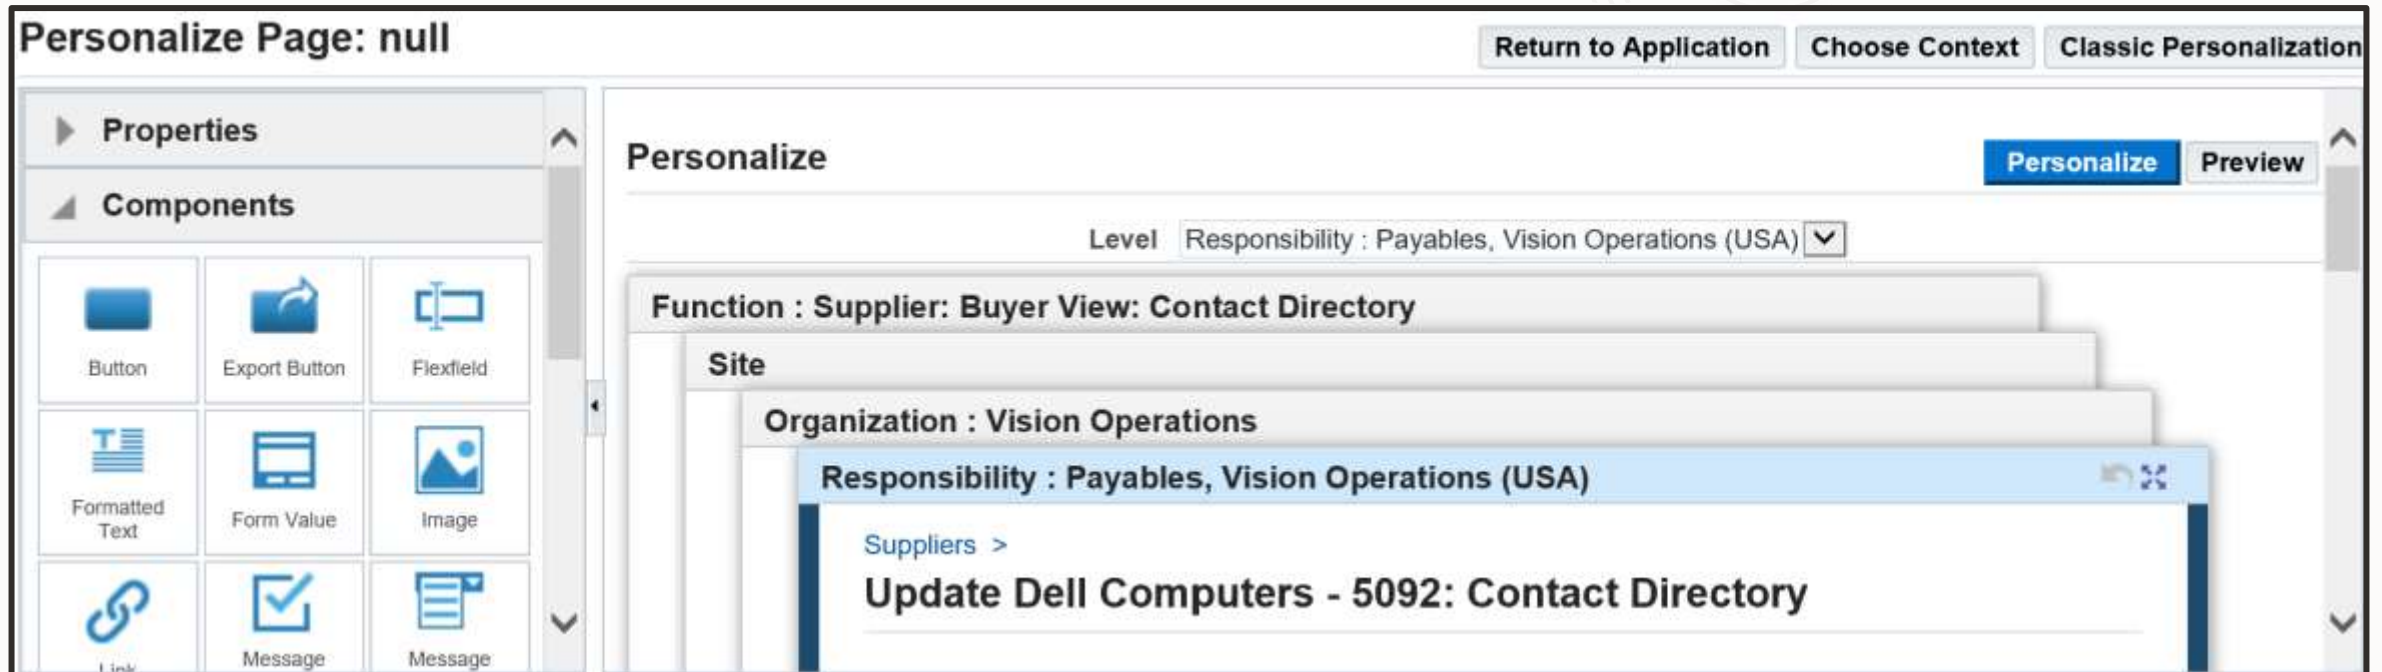 Personalize Page: null
Return to Application Choose Context Classic Personalization
Properties
Components
Button Export Button Flexfield
Formatted Text Form Value Image
Link Message Message
Personalize
Personalize Preview
Level Responsibility : Payables, Vision Operations (USA)
Function : Supplier: Buyer View: Contact Directory
Site
Organization : Vision Operations
Responsibility : Payables, Vision Operations (USA)
Suppliers >
Update Dell Computers - 5092: Contact Directory